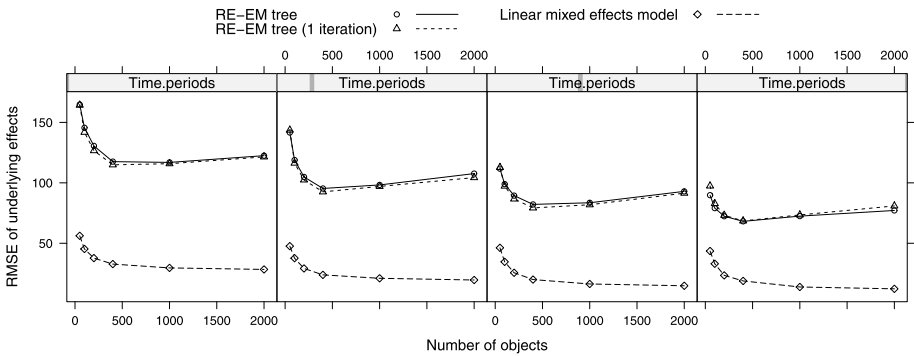 RE−EM tree
RE−EM tree (1 iteration)
Linear mixed effects model
0 500 1000 1500 2000
0 500 1000 1500 2000
Time.periods Time.periods Time.periods Time.periods
RMSE of underlying effects
150
100
50
0 500 1000 1500 2000
0 500 1000 1500 2000
Number of objects